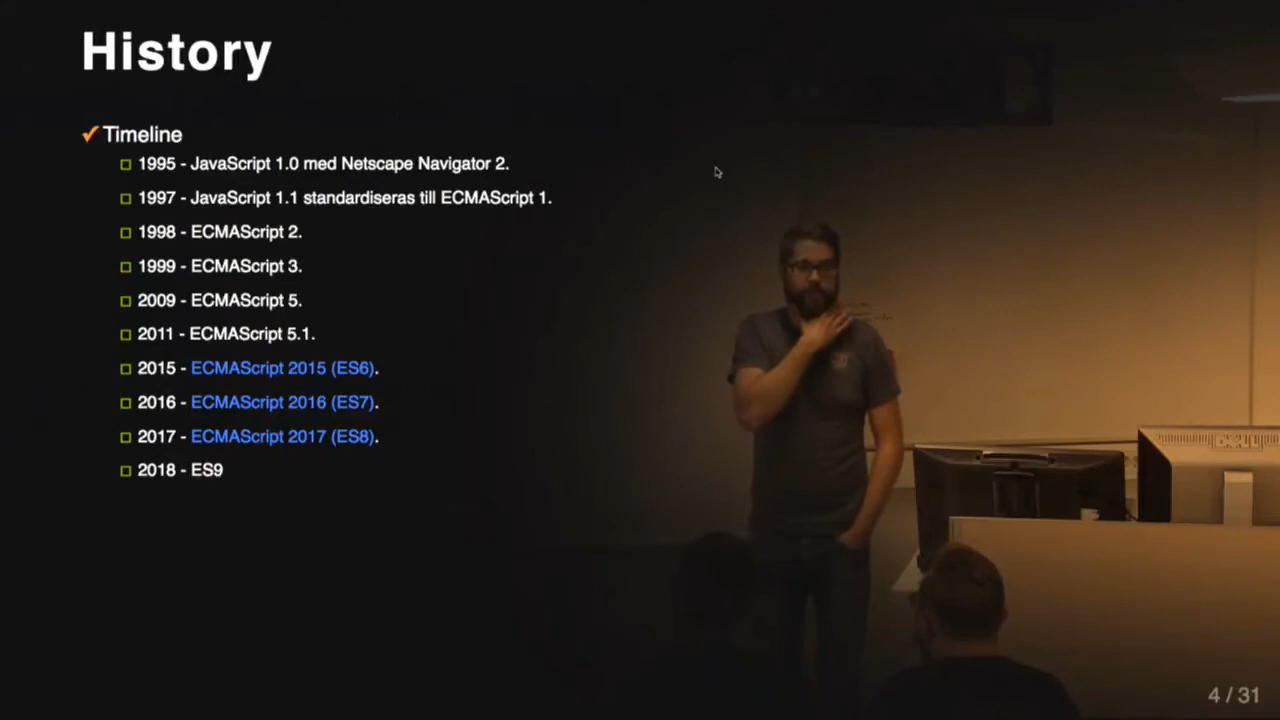 History
Timeline
1995 - JavaScript 1.0 med Netscape Navigator 2.
1997 - JavaScript 1.1 standardiseras till ECMAScript 1.
1998 - ECMAScript 2.
1999 - ECMAScript 3.
2009 - ECMAScript 5.
2011 - ECMAScript 5.1.
2015 - ECMAScript 2015 (ES6).
2016 - ECMAScript 2016 (ES7).
2017 - ECMAScript 2017 (ES8).
2018 - ES9
DELL
4 / 31